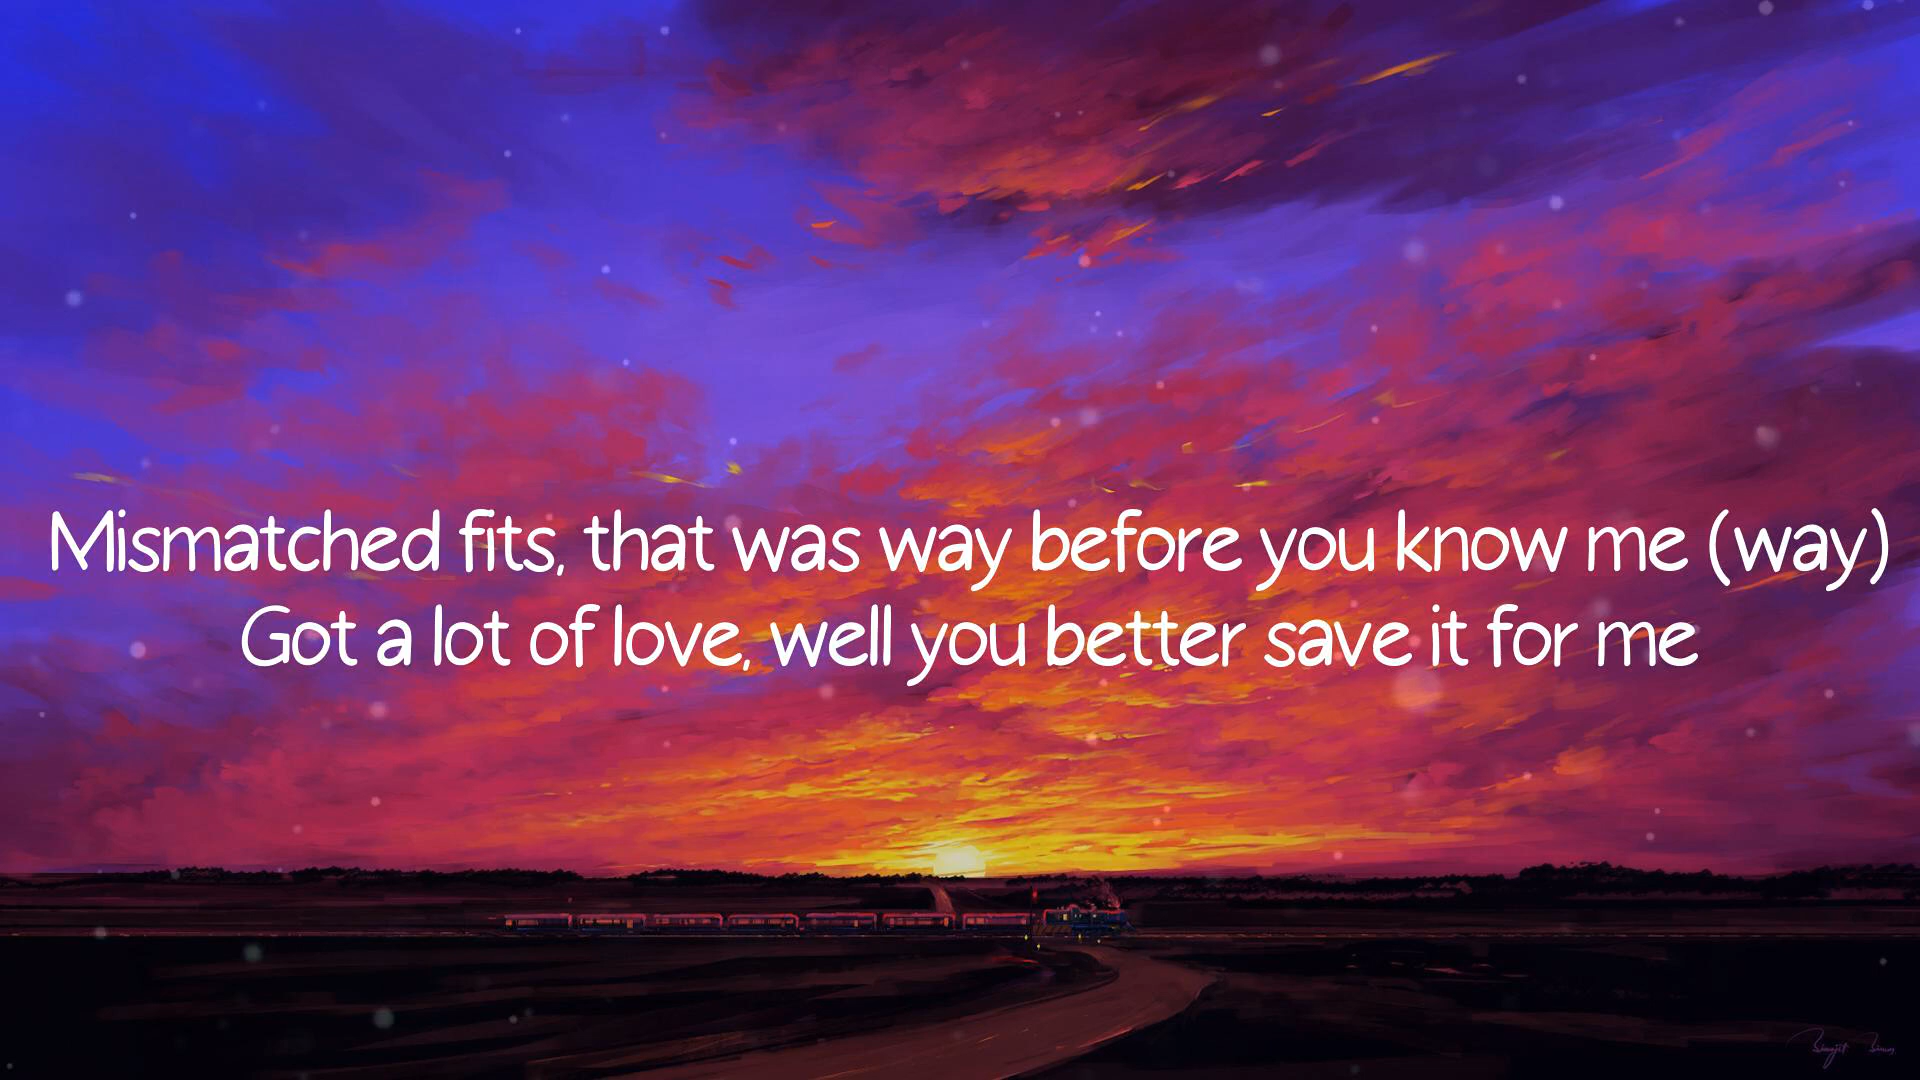 Mismatched fits, that was way before you know me (way)
Got a lot of love, well you better save it for me